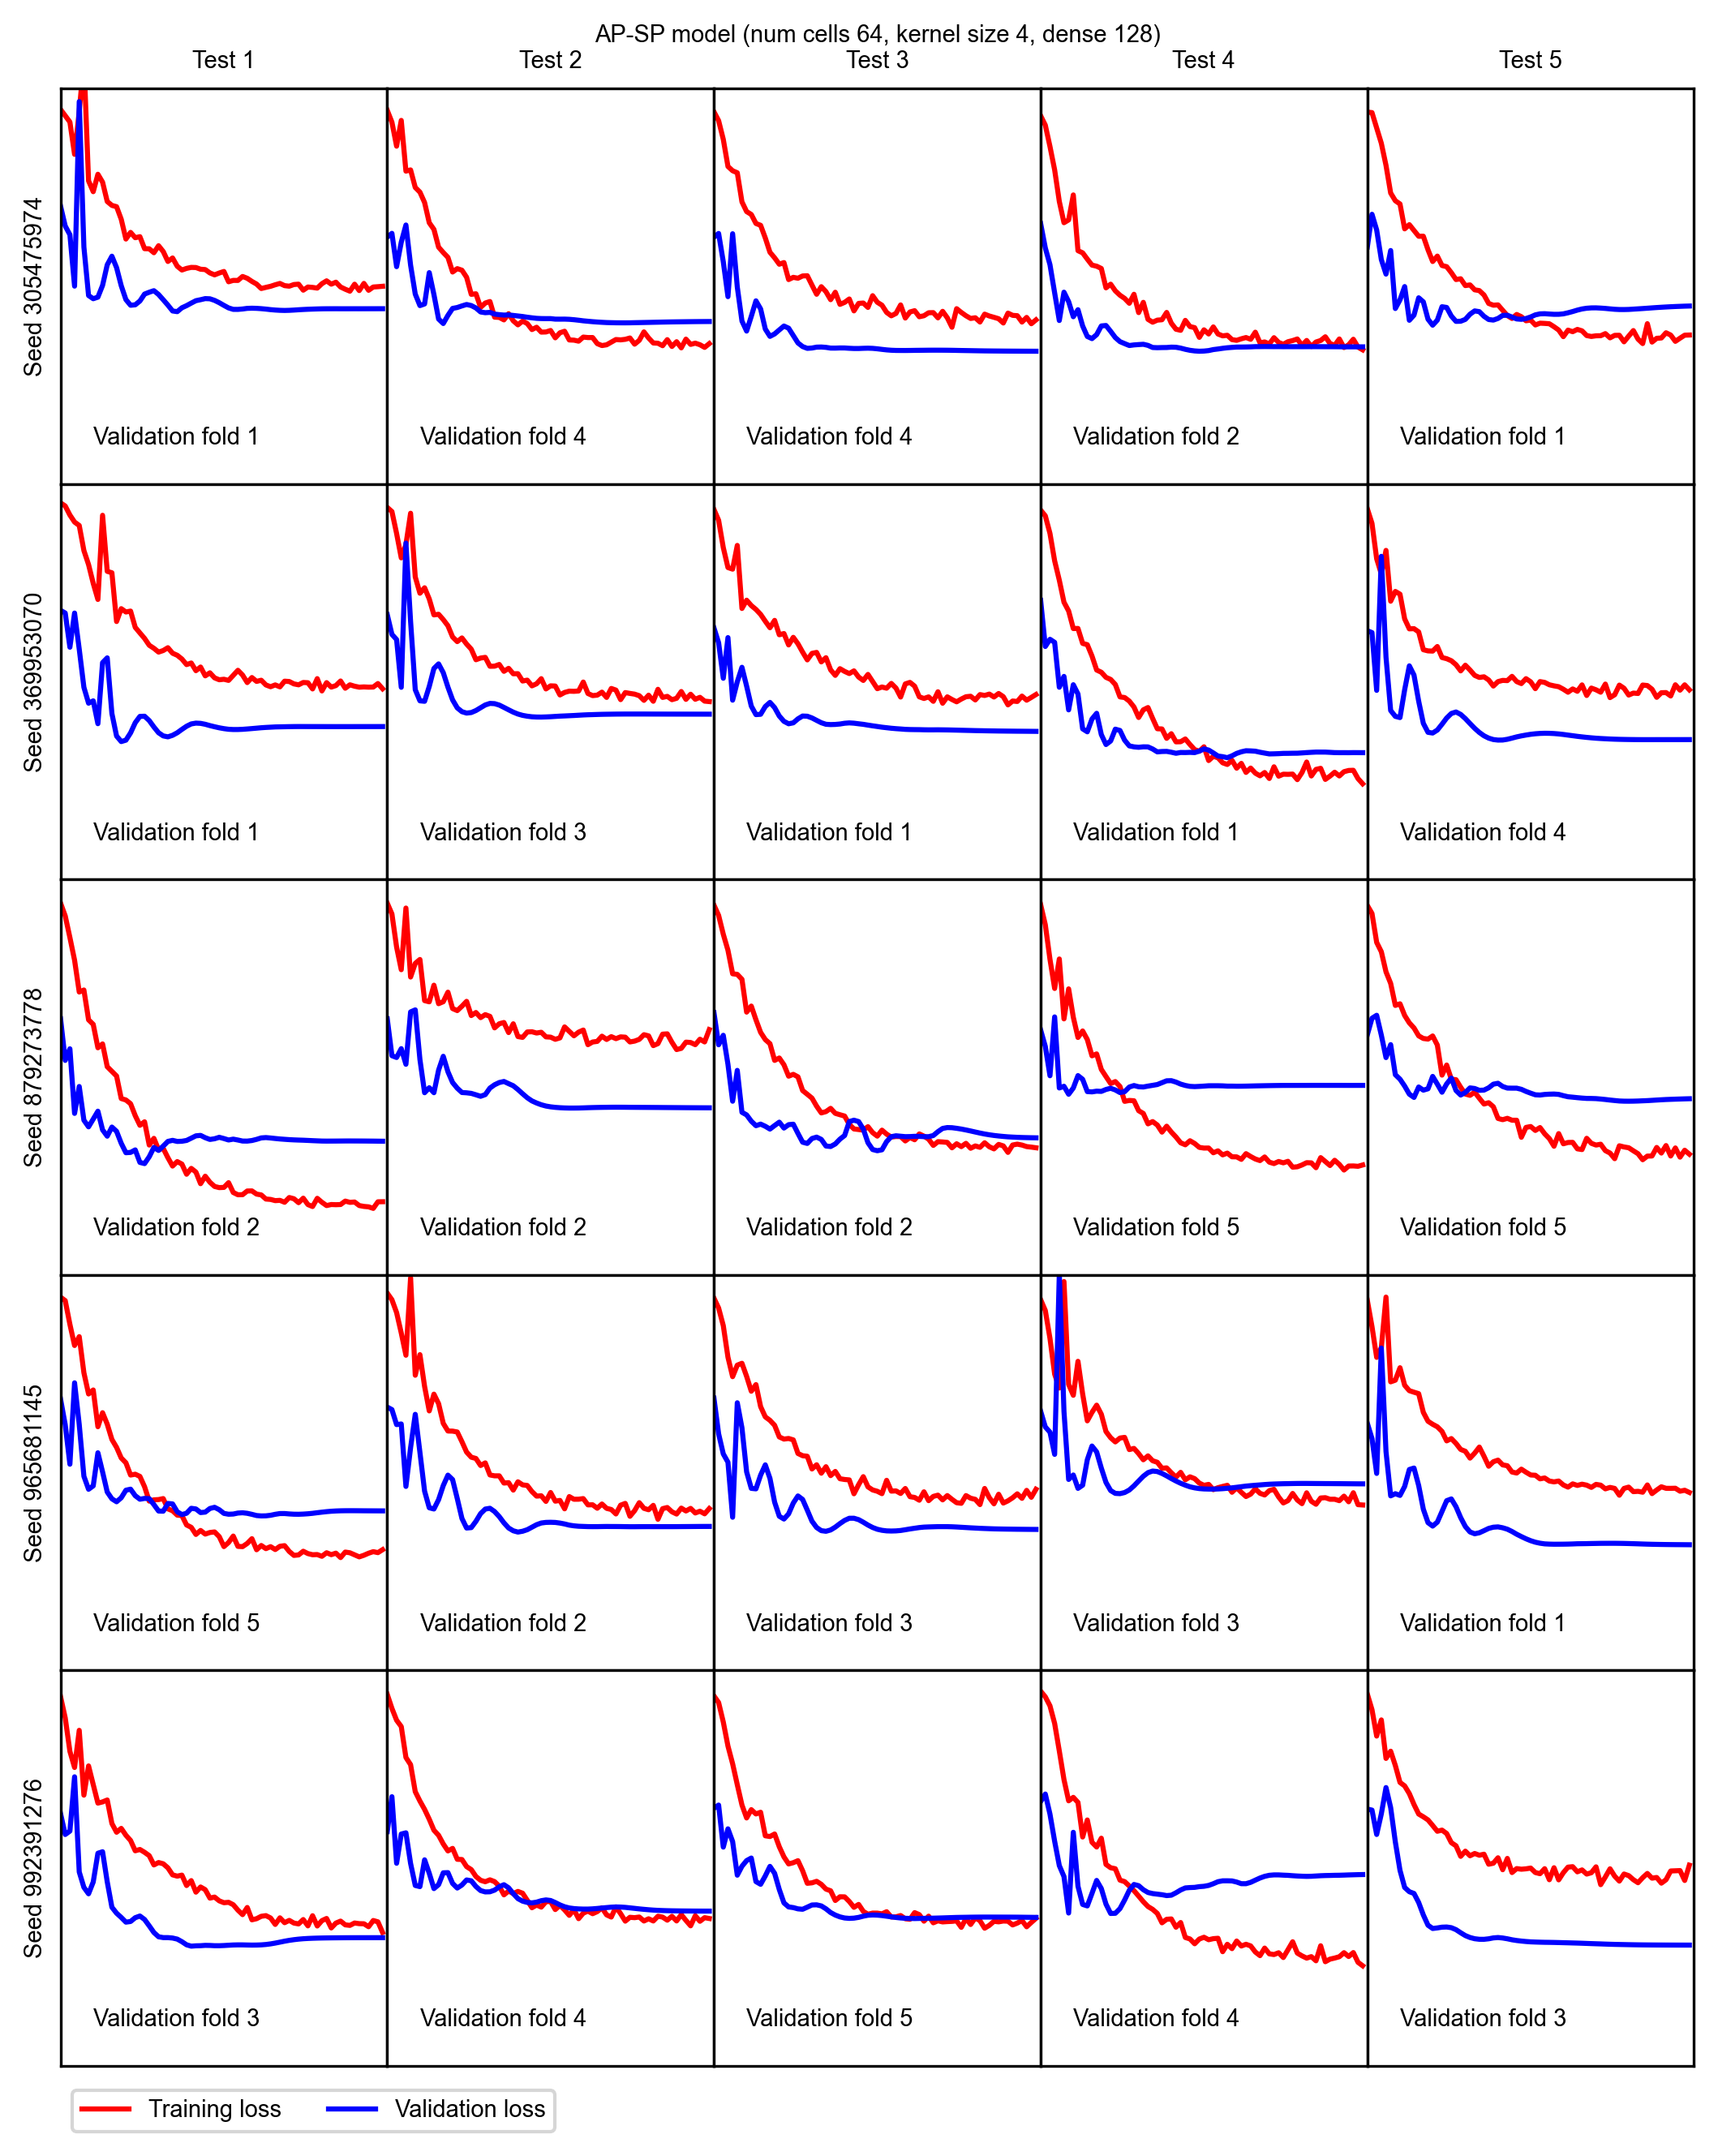 AP-SP model (num cells 64, kernel size 4, dense 128)
Test 1 Test 2 Test 3 Test 4 Test 5
Seed 305475974
Validation fold 1 Validation fold 4 Validation fold 4 Validation fold 2 Validation fold 1
Seed 369953070
Validation fold 1 Validation fold 3 Validation fold 1 Validation fold 1 Validation fold 4
Seed 879273778
Validation fold 2 Validation fold 2 Validation fold 2 Validation fold 5 Validation fold 5
Seed 965681145
Validation fold 5 Validation fold 2 Validation fold 3 Validation fold 3 Validation fold 1
Seed 992391276
Validation fold 3 Validation fold 4 Validation fold 5 Validation fold 4 Validation fold 3
Training loss Validation loss